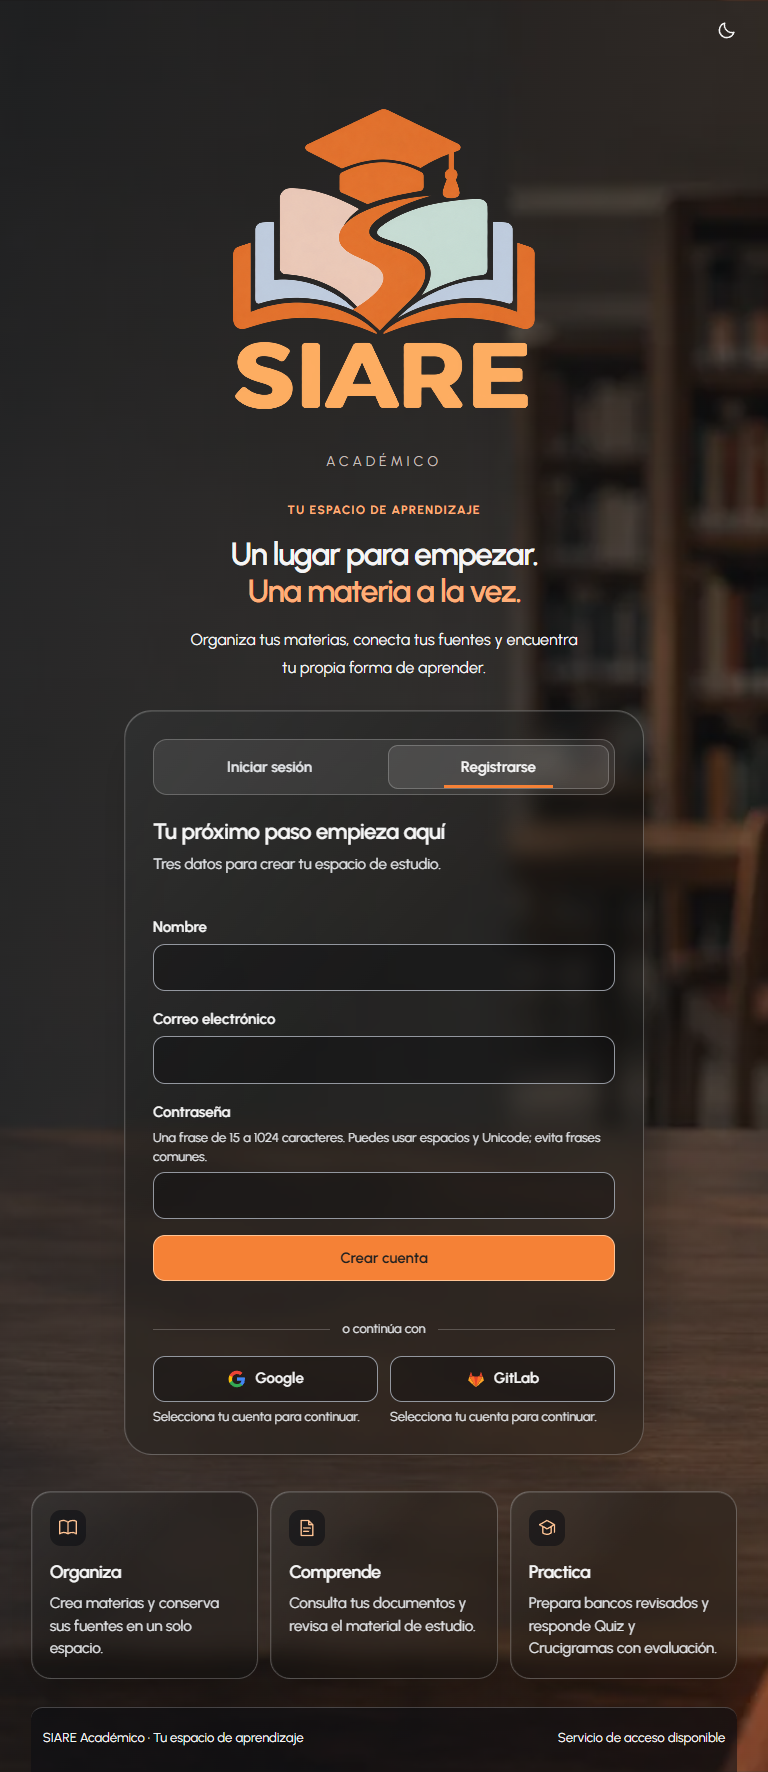 SIARE
ACADÉMICO
TU ESPACIO DE APRENDIZAJE
Un lugar para empezar.
Una materia a la vez.
Organiza tus materias, conecta tus fuentes y encuentra
tu propia forma de aprender.
Iniciar sesión
Registrarse
Tu próximo paso empieza aquí
Tres datos para crear tu espacio de estudio.
Nombre
Correo electrónico
Contraseña
Una frase de 15 a 1024 caracteres. Puedes usar espacios y Unicode; evita frases
comunes.
Crear cuenta
o continúa con
Google
GitLab
Selecciona tu cuenta para continuar.
Selecciona tu cuenta para continuar.
Organiza
Crea materias y conserva
sus fuentes en un solo
espacio.
Comprende
Consulta tus documentos y
revisa el material de estudio.
Practica
Prepara bancos revisados y
responde Quiz y
Crucigramas con evaluación.
SIARE Académico · Tu espacio de aprendizaje
Servicio de acceso disponible